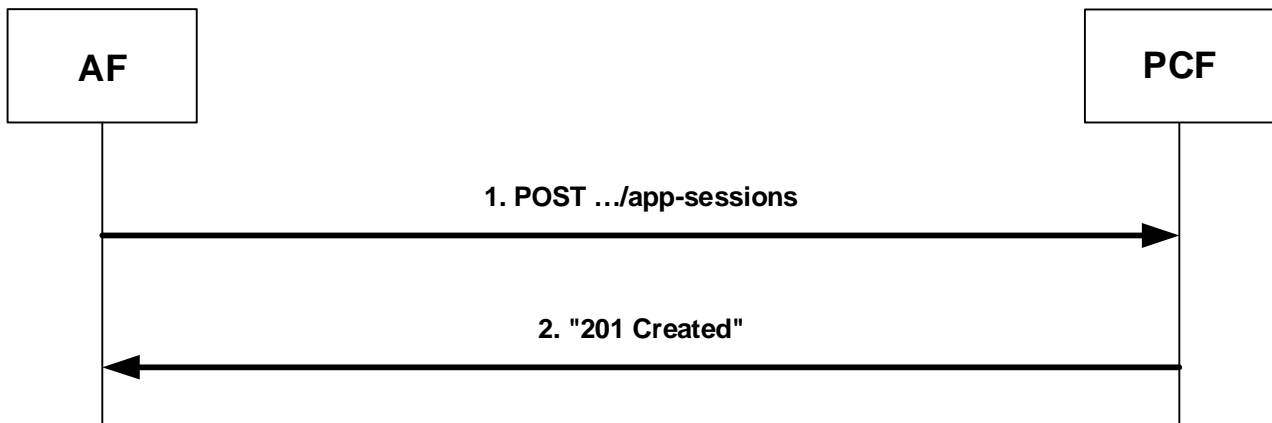 AF
PCF
1. POST …/app-sessions
2. "201 Created"